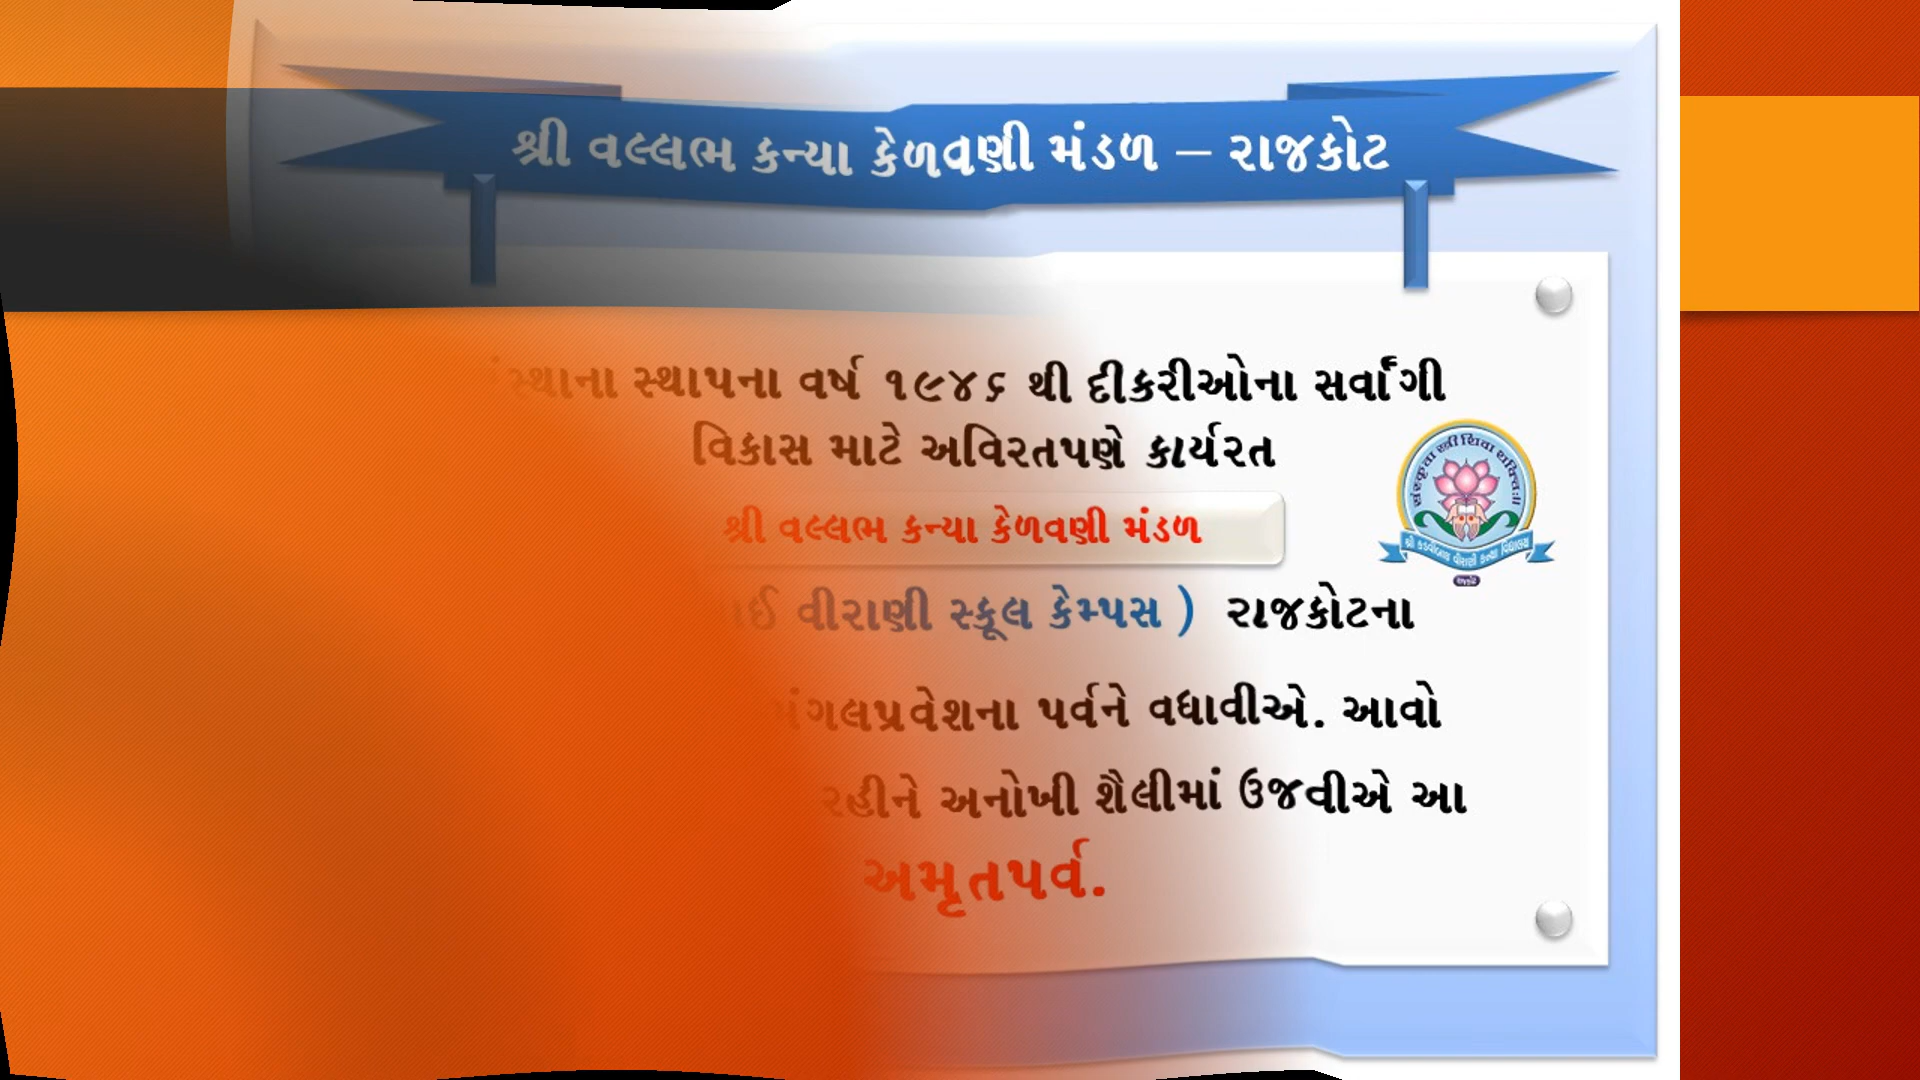 શ્રી વલ્લભ કન્યા કેળવણી મંડળ – રાજકોટ
સ્થાપના વર્ષ ૧૯૪૬ થી દીકરીઓના સર્વાંગી
વિકાસ માટે અવિરતપણે કાર્યરત
શ્રી વલ્લભ કન્યા કેળવણી મંડળ
વીરાણી સ્કૂલ કેમ્પસ ) રાજકોટના
મંગલપ્રવેશના પર્વને વધાવીએ. આવો
રહીને અનોખી શૈલીમાં ઉજવીએ આ
અમૃતપર્વ.